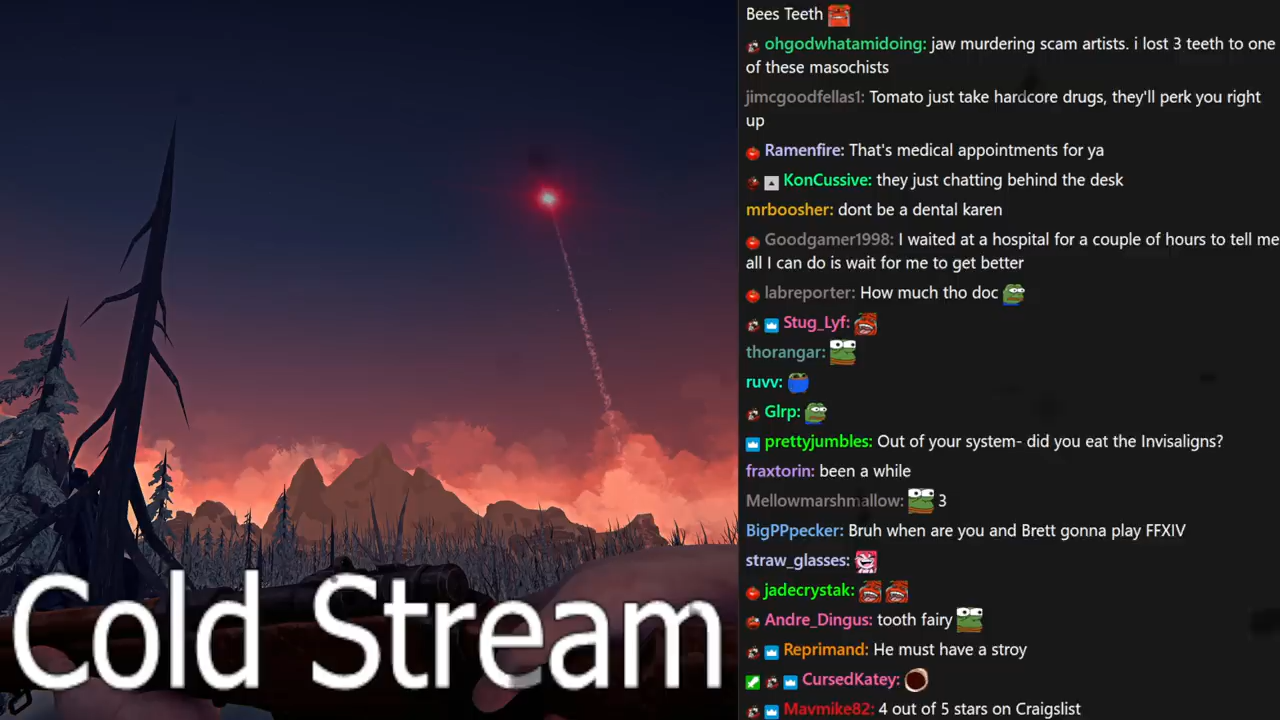 Cold Stream
Bees Teeth
ohgodwhatamidoing: jaw murdering scam artists. i lost 3 teeth to one
of these masochists
jimcgoodfellas1: Tomato just take hardcore drugs, they'll perk you right
up
Ramenfire: That's medical appointments for ya
KonCussive: they just chatting behind the desk
mrboosher: dont be a dental karen
Goodgamer1998: I waited at a hospital for a couple of hours to tell me
all I can do is wait for me to get better
labreporter: How much tho doc
Stug_Lyf:
thorangar:
ruvv:
Glrp:
prettyjumbles: Out of your system- did you eat the Invisaligns?
fraxtorin: been a while
Mellowmarshmallow: 3
BigPPpecker: Bruh when are you and Brett gonna play FFXIV
straw_glasses:
jadecrystak:
Andre_Dingus: tooth fairy
Reprimand: He must have a stroy
CursedKatey:
Mavmike82: 4 out of 5 stars on Craigslist